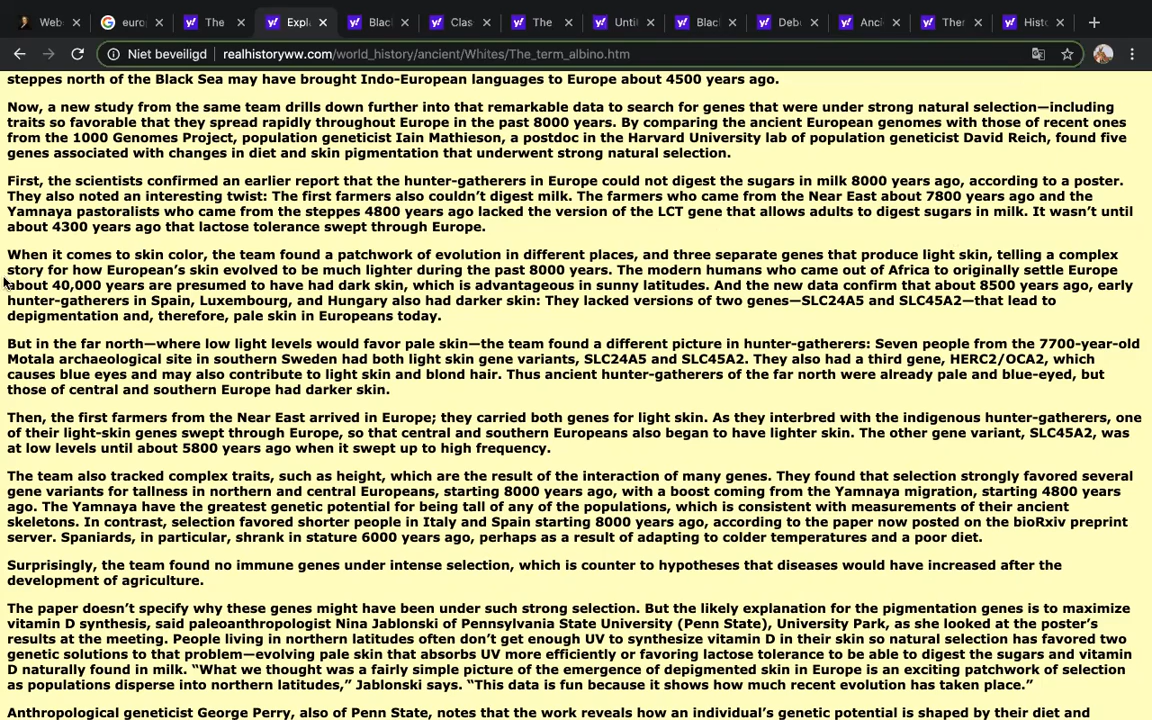 Web
euro
The
Expl
Blac
Clas
The
Unti
Blac
Deb
Anci
Ther
Histo
Niet beveiligd
realhistoryww.com/world_history/ancient/Whites/The_term_albino.htm
steppes north of the Black Sea may have brought Indo-European languages to Europe about 4500 years ago.
Now, a new study from the same team drills down further into that remarkable data to search for genes that were under strong natural selection—including
traits so favorable that they spread rapidly throughout Europe in the past 8000 years. By comparing the ancient European genomes with those of recent ones
from the 1000 Genomes Project, population geneticist Iain Mathieson, a postdoc in the Harvard University lab of population geneticist David Reich, found five
genes associated with changes in diet and skin pigmentation that underwent strong natural selection.
First, the scientists confirmed an earlier report that the hunter-gatherers in Europe could not digest the sugars in milk 8000 years ago, according to a poster.
They also noted an interesting twist: The first farmers also couldn’t digest milk. The farmers who came from the Near East about 7800 years ago and the
Yamnaya pastoralists who came from the steppes 4800 years ago lacked the version of the LCT gene that allows adults to digest sugars in milk. It wasn’t until
about 4300 years ago that lactose tolerance swept through Europe.
When it comes to skin color, the team found a patchwork of evolution in different places, and three separate genes that produce light skin, telling a complex
story for how European’s skin evolved to be much lighter during the past 8000 years. The modern humans who came out of Africa to originally settle Europe
about 40,000 years are presumed to have had dark skin, which is advantageous in sunny latitudes. And the new data confirm that about 8500 years ago, early
hunter-gatherers in Spain, Luxembourg, and Hungary also had darker skin: They lacked versions of two genes—SLC24A5 and SLC45A2—that lead to
depigmentation and, therefore, pale skin in Europeans today.
But in the far north—where low light levels would favor pale skin—the team found a different picture in hunter-gatherers: Seven people from the 7700-year-old
Motala archaeological site in southern Sweden had both light skin gene variants, SLC24A5 and SLC45A2. They also had a third gene, HERC2/OCA2, which
causes blue eyes and may also contribute to light skin and blond hair. Thus ancient hunter-gatherers of the far north were already pale and blue-eyed, but
those of central and southern Europe had darker skin.
Then, the first farmers from the Near East arrived in Europe; they carried both genes for light skin. As they interbred with the indigenous hunter-gatherers, one
of their light-skin genes swept through Europe, so that central and southern Europeans also began to have lighter skin. The other gene variant, SLC45A2, was
at low levels until about 5800 years ago when it swept up to high frequency.
The team also tracked complex traits, such as height, which are the result of the interaction of many genes. They found that selection strongly favored several
gene variants for tallness in northern and central Europeans, starting 8000 years ago, with a boost coming from the Yamnaya migration, starting 4800 years
ago. The Yamnaya have the greatest genetic potential for being tall of any of the populations, which is consistent with measurements of their ancient
skeletons. In contrast, selection favored shorter people in Italy and Spain starting 8000 years ago, according to the paper now posted on the bioRxiv preprint
server. Spaniards, in particular, shrank in stature 6000 years ago, perhaps as a result of adapting to colder temperatures and a poor diet.
Surprisingly, the team found no immune genes under intense selection, which is counter to hypotheses that diseases would have increased after the
development of agriculture.
The paper doesn’t specify why these genes might have been under such strong selection. But the likely explanation for the pigmentation genes is to maximize
vitamin D synthesis, said paleoanthropologist Nina Jablonski of Pennsylvania State University (Penn State), University Park, as she looked at the poster’s
results at the meeting. People living in northern latitudes often don’t get enough UV to synthesize vitamin D in their skin so natural selection has favored two
genetic solutions to that problem—evolving pale skin that absorbs UV more efficiently or favoring lactose tolerance to be able to digest the sugars and vitamin
D naturally found in milk. “What we thought was a fairly simple picture of the emergence of depigmented skin in Europe is an exciting patchwork of selection
as populations disperse into northern latitudes,” Jablonski says. “This data is fun because it shows how much recent evolution has taken place.”
Anthropological geneticist George Perry, also of Penn State, notes that the work reveals how an individual’s genetic potential is shaped by their diet and